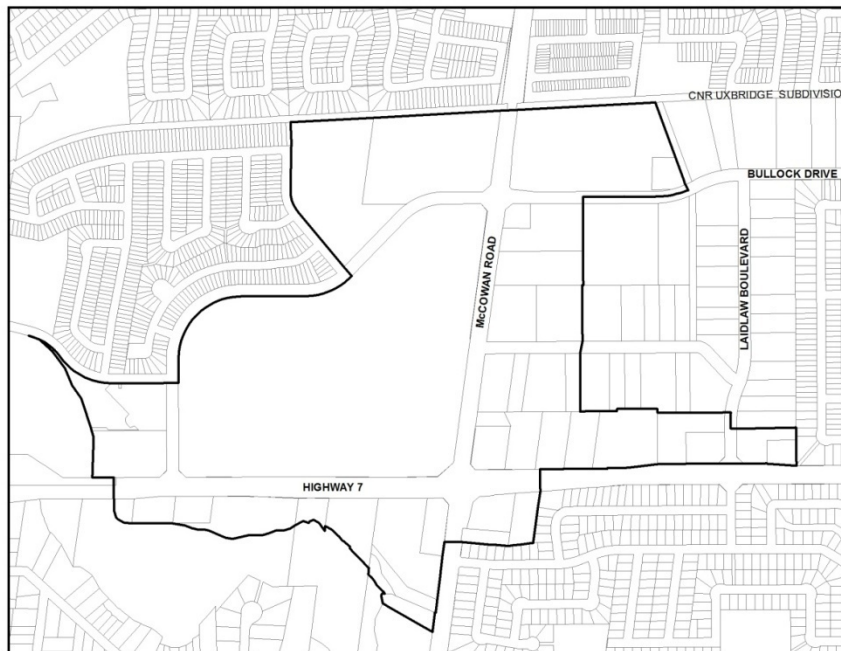 CNR UXBRIDGE SUBDIVISIO
BULLOCK DRIVE
McCOWAN ROAD
LAIDLAW BOULEVARD
HIGHWAY 7